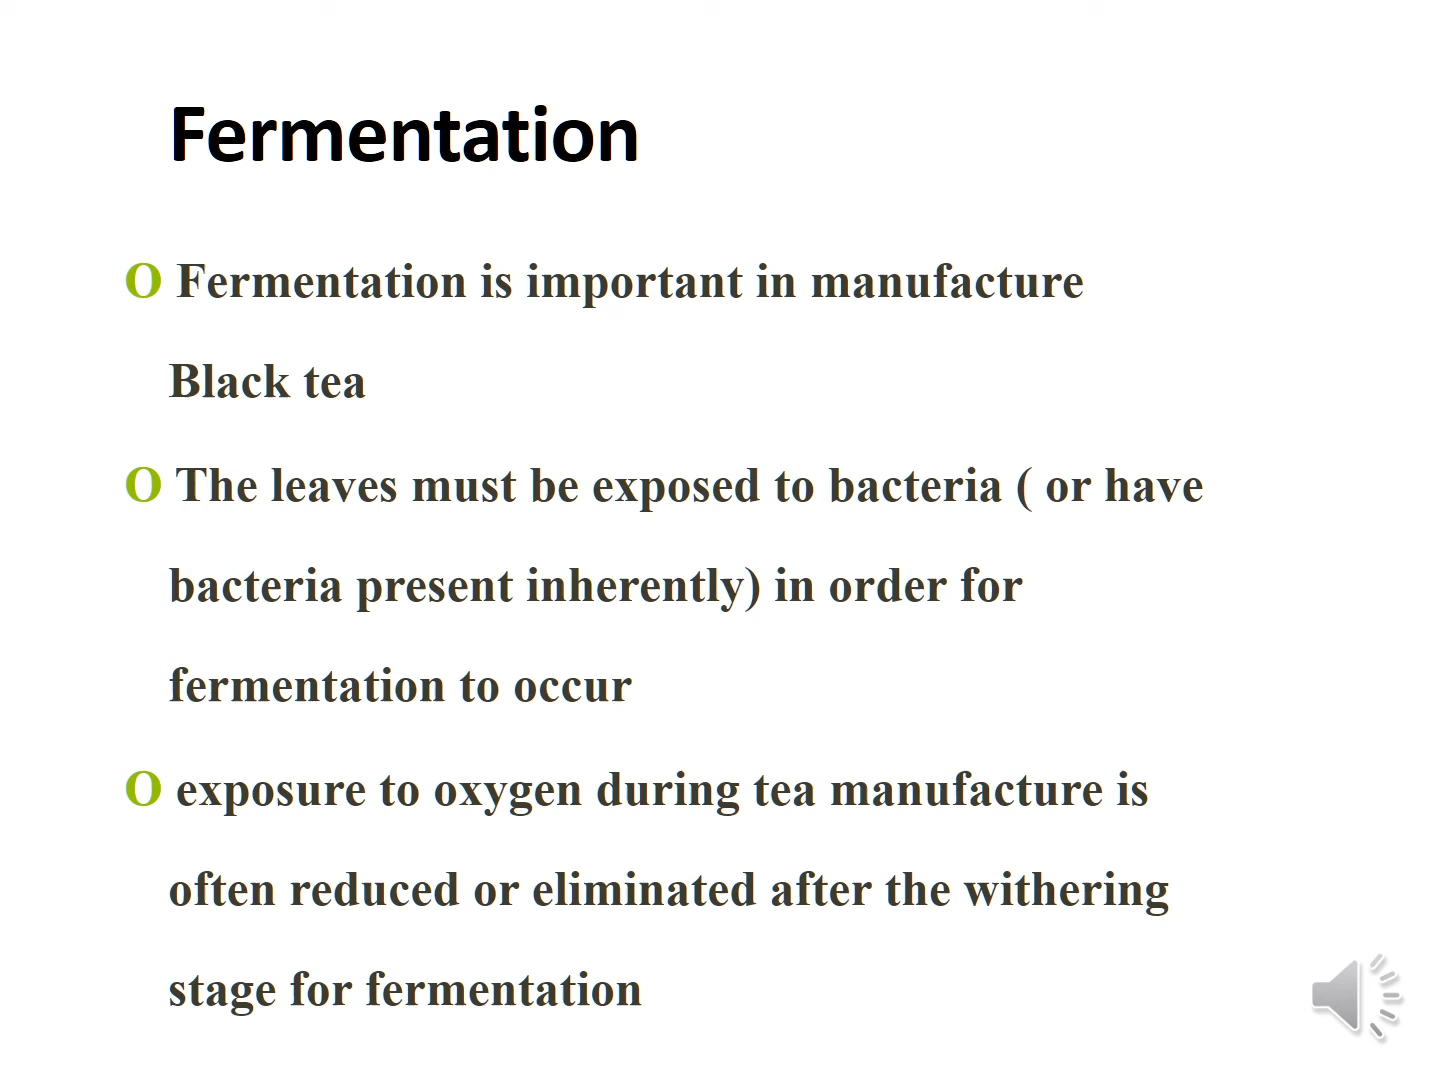 Fermentation
O Fermentation is important in manufacture
Black tea
O The leaves must be exposed to bacteria ( or have
bacteria present inherently) in order for
fermentation to occur
O exposure to oxygen during tea manufacture is
often reduced or eliminated after the withering
stage for fermentation